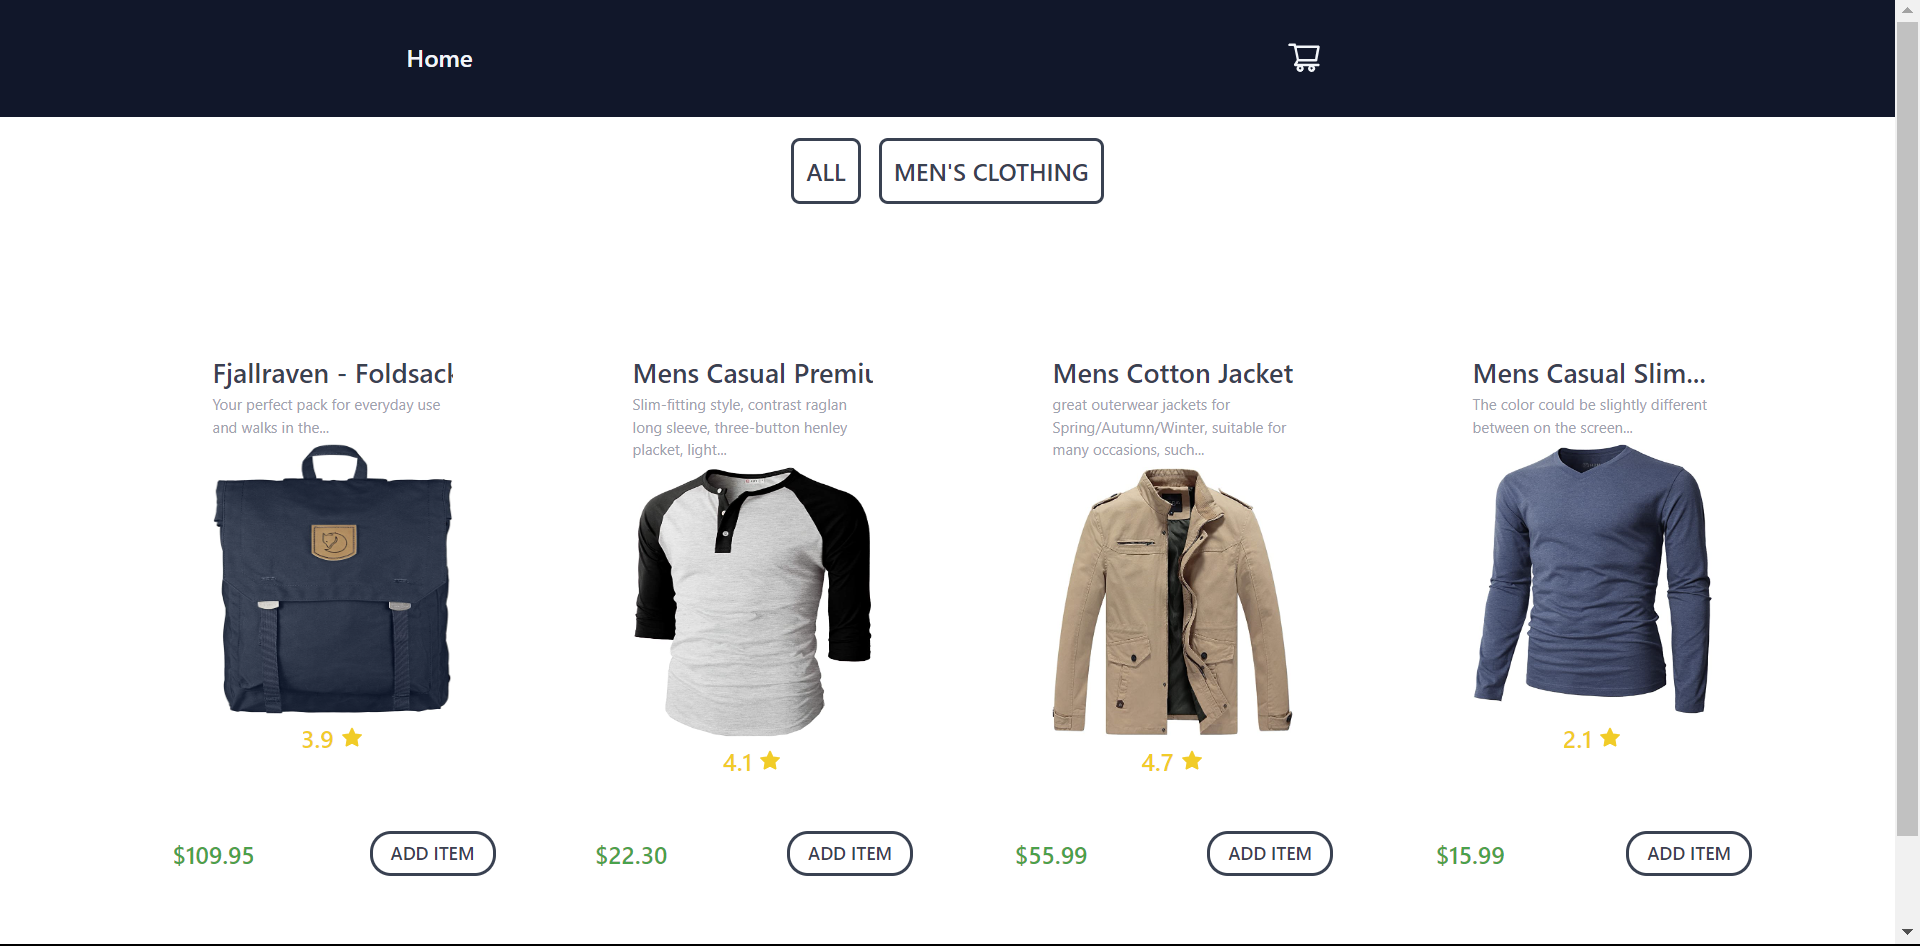 Home
ALL
MEN'S CLOTHING
Fjallraven - Foldsack
Your perfect pack for everyday use
and walks in the...
3.9
$109.95
ADD ITEM
Mens Casual Premiu
Slim-fitting style, contrast raglan
long sleeve, three-button henley
placket, light...
4.1
$22.30
ADD ITEM
Mens Cotton Jacket
great outerwear jackets for
Spring/Autumn/Winter, suitable for
many occasions, such...
4.7
$55.99
ADD ITEM
Mens Casual Slim...
The color could be slightly different
between on the screen...
2.1
$15.99
ADD ITEM